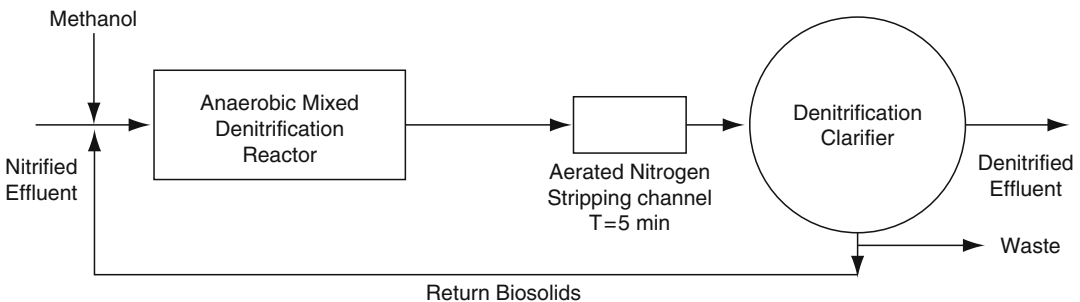 Methanol
Nitrified
Effluent
Anaerobic Mixed
Denitrification
Reactor
Aerated Nitrogen
Stripping channel
T=5 min
Denitrification
Clarifier
Denitrified
Effluent
Waste
Return Biosolids